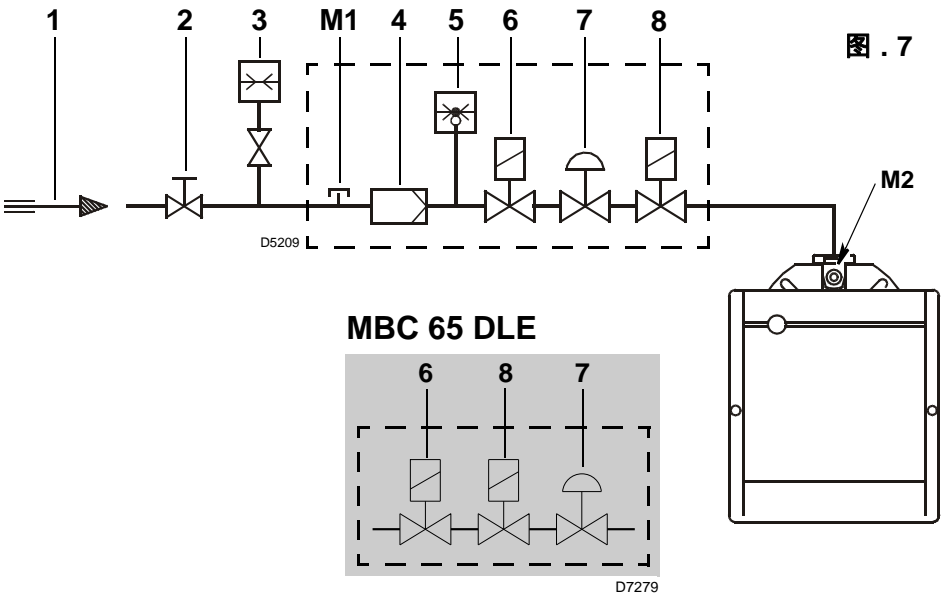 1 2 3 M1 4 5 6 7 8
图 . 7
M2
D5209
MBC 65 DLE
6 8 7
D7279